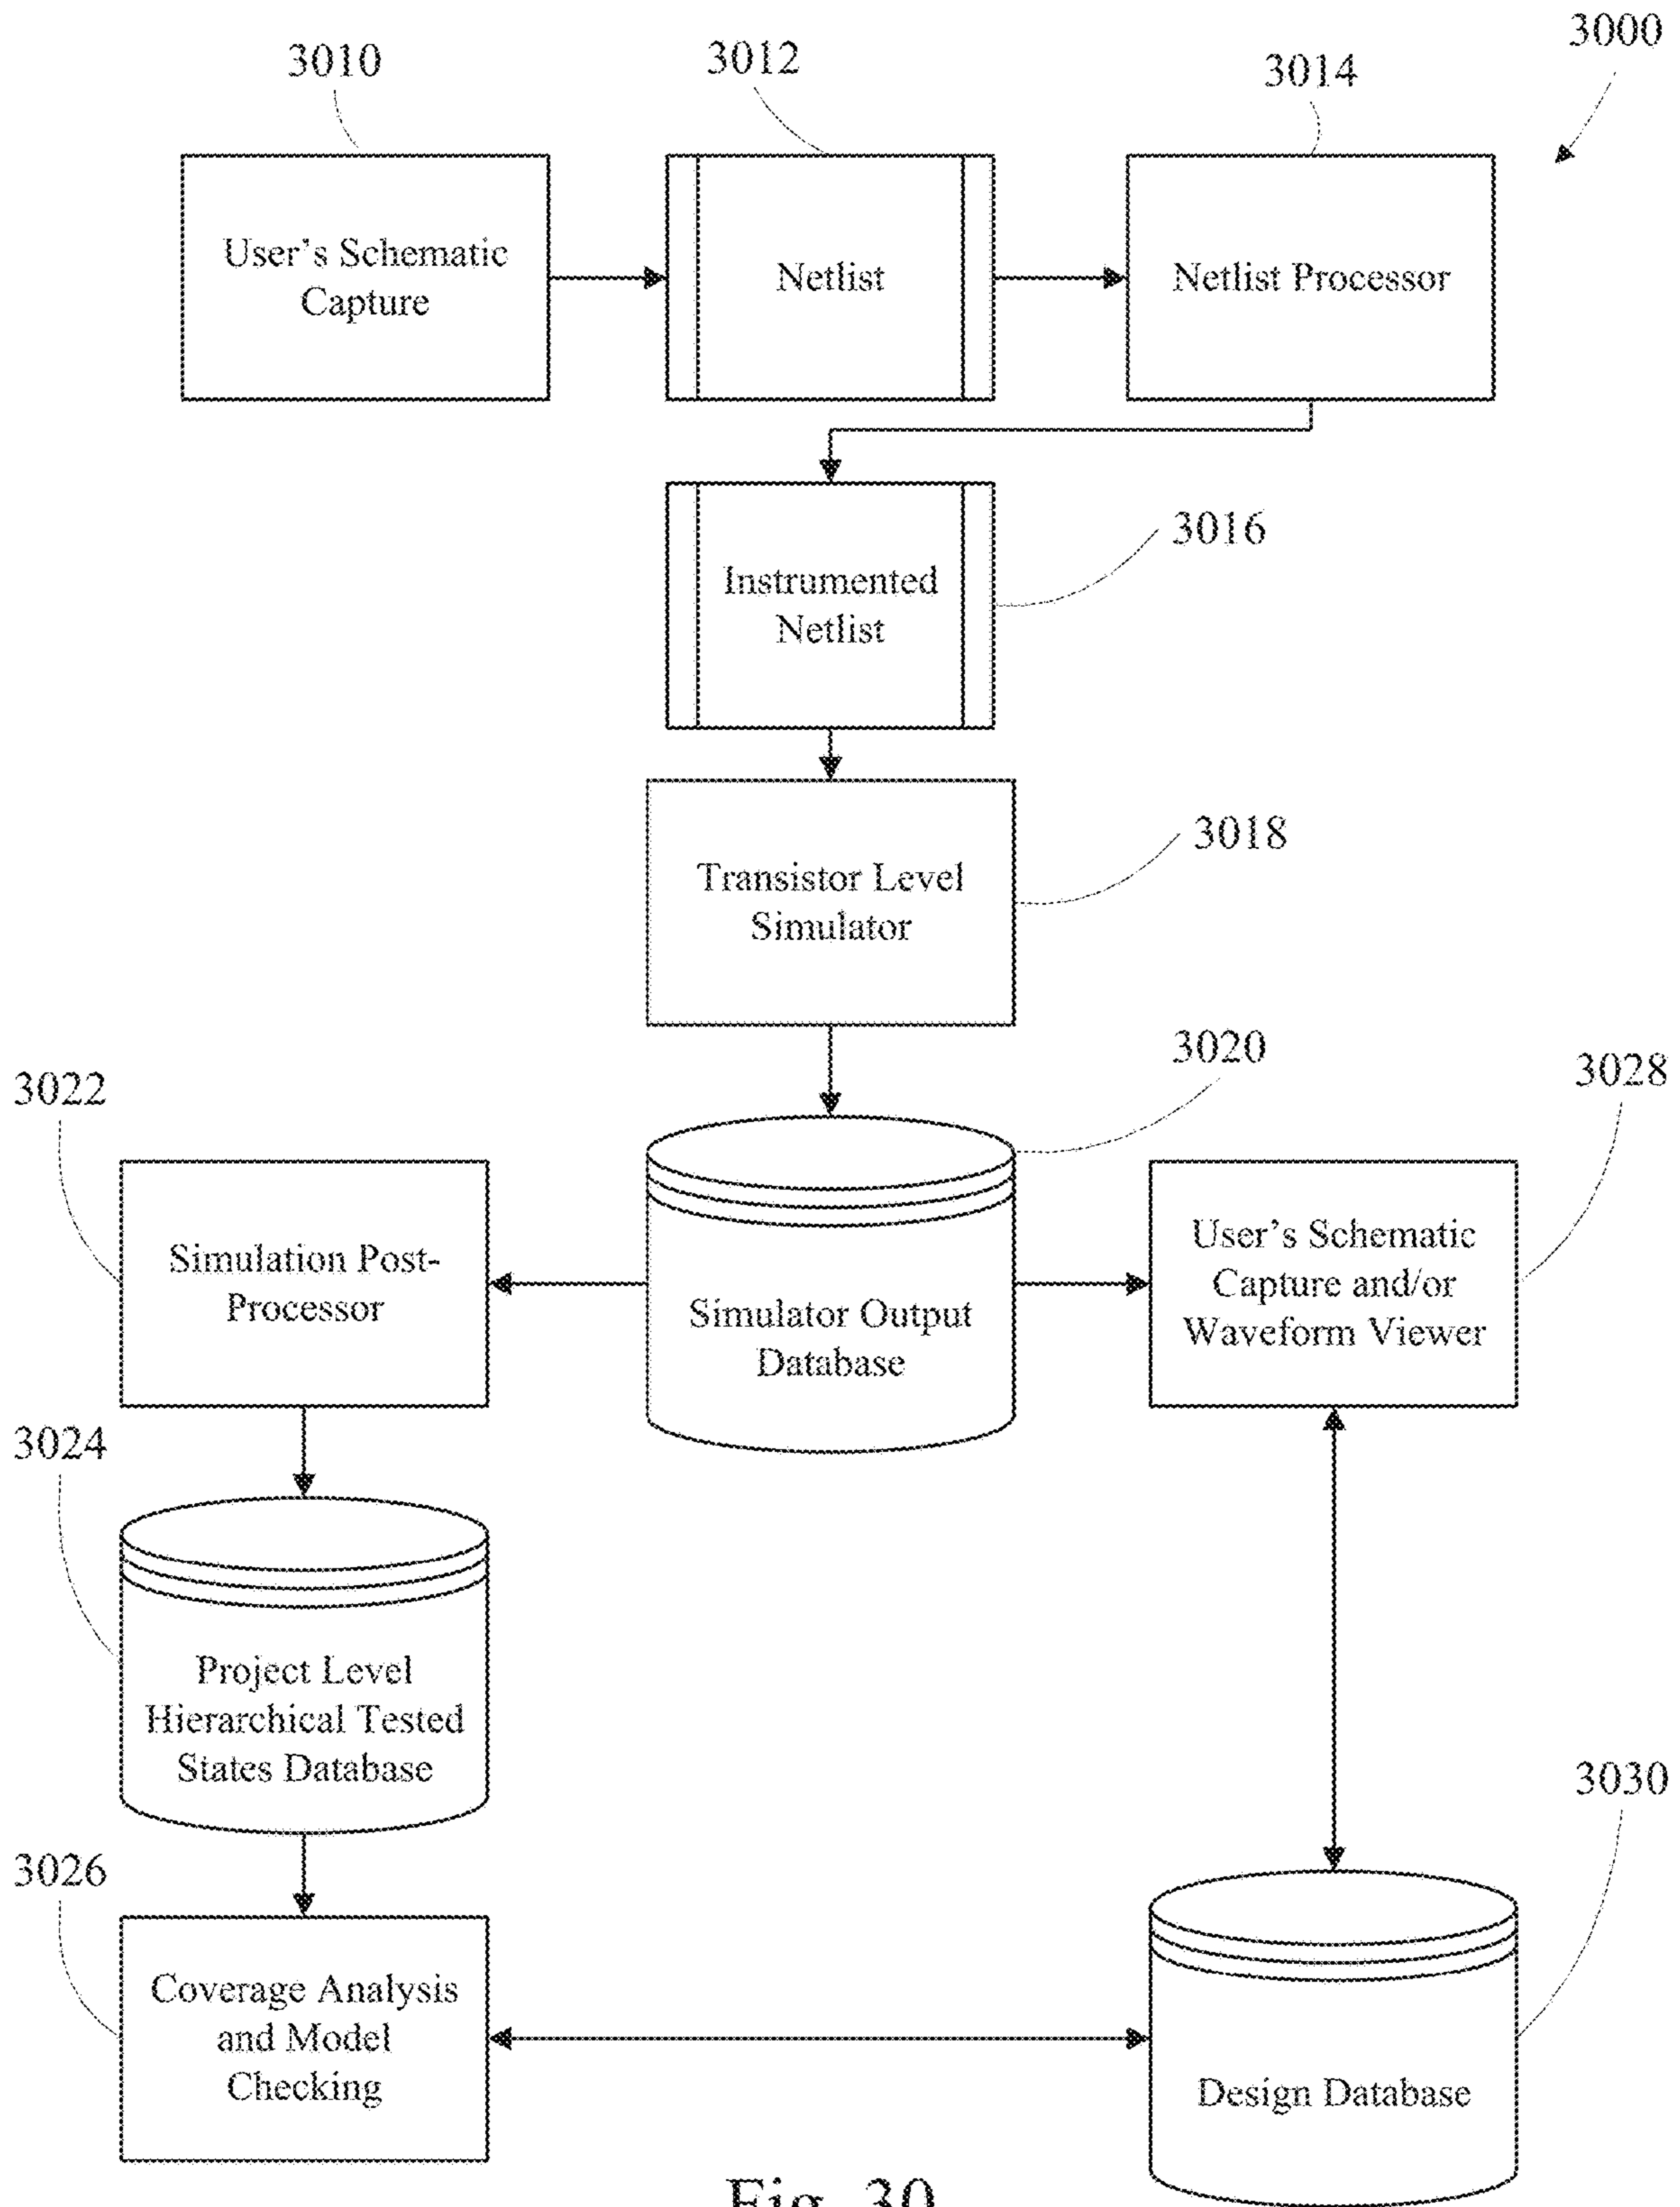 3000
3010
3012
3014
User's Schematic
Capture
Netlist
Netlist Processor
Instrumented
Netlist
3016
Transistor Level
Simulator
3018
3020
3022
3028
Simulation Post-
Processor
Simulator Output
Database
User's Schematic
Capture and/or
Waveform Viewer
3024
Project Level
Hierarchical Tested
States Database
3030
3026
Coverage Analysis
and Model
Checking
Design Database
Fig. 30